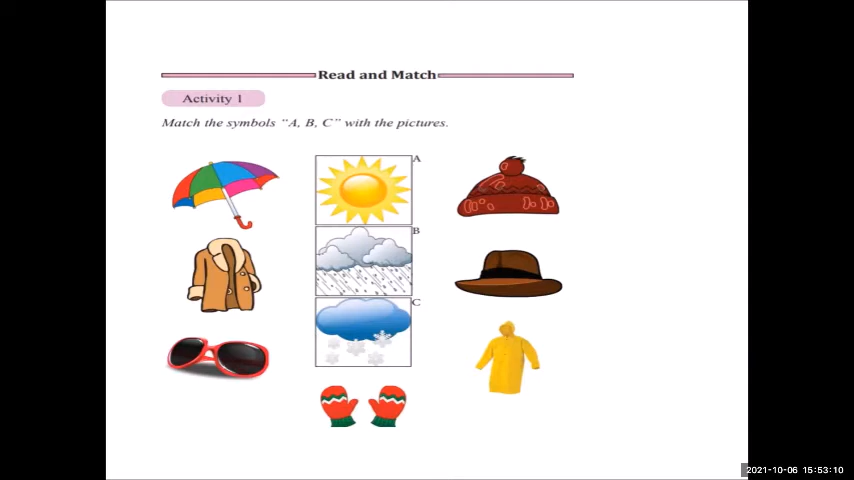 Read and Match
Activity 1
Match the symbols “A, B, C” with the pictures.
A
B
C
2021-10-06 15:53:10